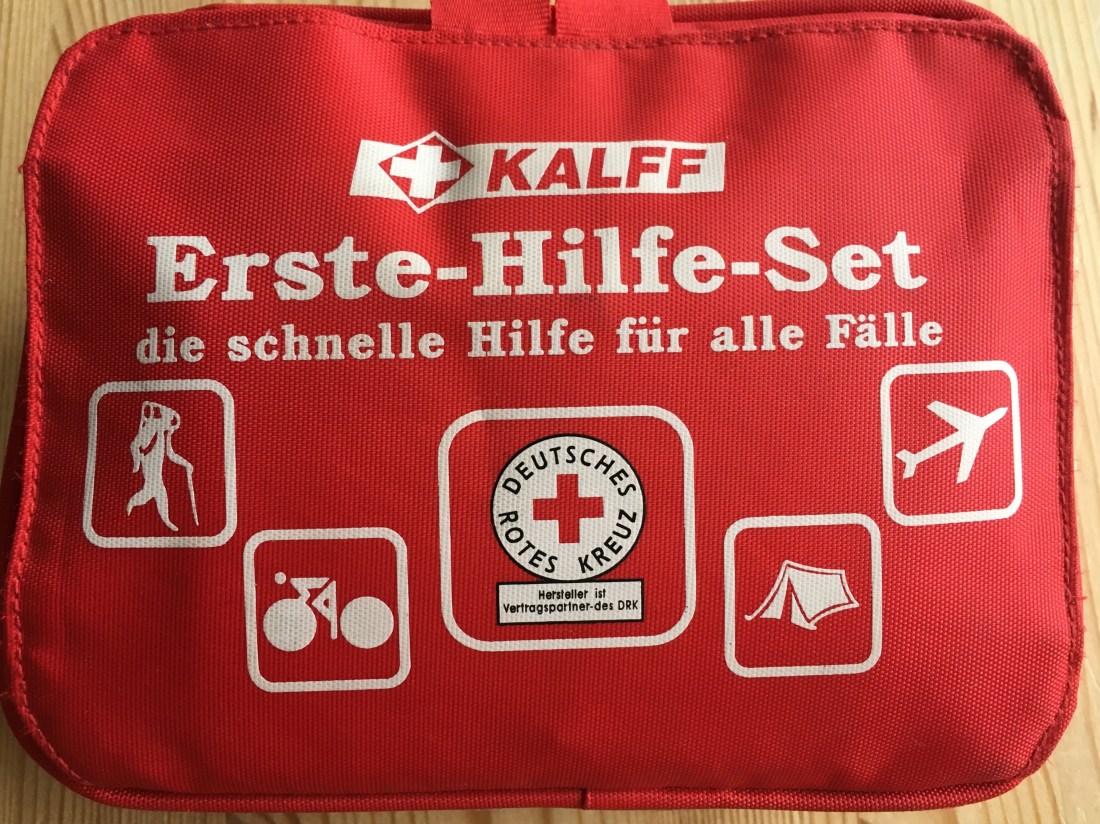 KALFF
Erste-Hilfe-Set
die schnelle Hilfe für alle Fälle
DEUTSCHES
ROTES KREUZ
Hersteller ist
Vertragspartner-des DRK